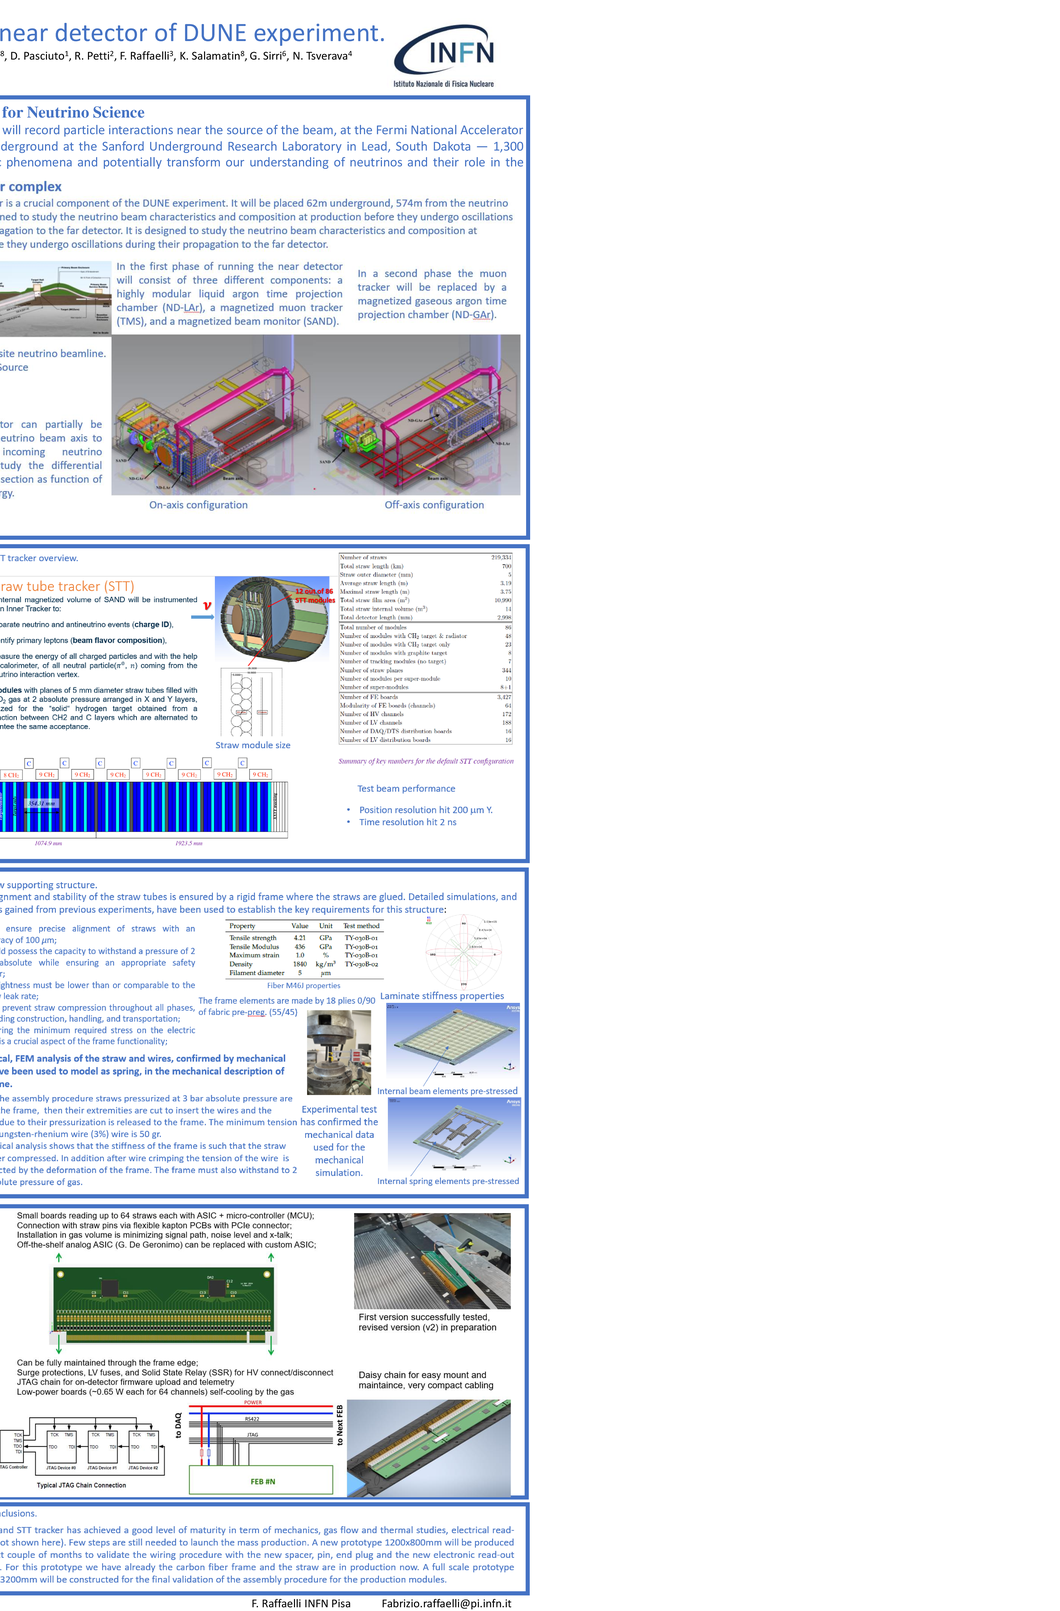 near detector of DUNE experiment.
⁸, D. Pasciuto¹, R. Petti², F. Raffaelli³, K. Salamatin⁸, G. Sirri⁶, N. Tsverava⁴
INFN
Istituto Nazionale di Fisica Nucleare
for Neutrino Science
will record particle interactions near the source of the beam, at the Fermi National Accelerator
derground at the Sanford Underground Research Laboratory in Lead, South Dakota — 1,300
phenomena and potentially transform our understanding of neutrinos and their role in the
r complex
r is a crucial component of the DUNE experiment. It will be placed 62m underground, 574m from the neutrino
ned to study the neutrino beam characteristics and composition at production before they undergo oscillations
agation to the far detector. It is designed to study the neutrino beam characteristics and composition at
e they undergo oscillations during their propagation to the far detector.
In the first phase of running the near detector
will consist of three different components: a
highly modular liquid argon time projection
chamber (ND-LAr), a magnetized muon tracker
(TMS), and a magnetized beam monitor (SAND).
In a second phase the muon
tracker will be replaced by a
magnetized gaseous argon time
projection chamber (ND-GAr).
site neutrino beamline.
Source
tor can partially be
eutrino beam axis to
incoming neutrino
tudy the differential
section as function of
rgy.
On-axis configuration
Off-axis configuration
T tracker overview.
raw tube tracker (STT)
nternal magnetized volume of SAND will be instrumented
n Inner Tracker to:
parate neutrino and antineutrino events (charge ID),
entify primary leptons (beam flavor composition),
easure the energy of all charged particles and with the help
calorimeter, of all neutral particle(π⁰, n) coming from the
utrino interaction vertex.
odules with planes of 5 mm diameter straw tubes filled with
O₂ gas at 2 absolute pressure arranged in X and Y layers,
ized for the "solid" hydrogen target obtained from a
action between CH2 and C layers which are alternated to
ntee the same acceptance.
ν
12 out of 86
STT modules
Straw module size
Number of straws 219,334
Total straw length (km) 700
Straw outer diameter (mm) 5
Average straw length (m) 3.19
Maximal straw length (m) 3.75
Total straw film area (m²) 10,990
Total straw internal volume (m³) 14
Total detector length (mm) 2,998
Total number of modules 86
Number of modules with CH₂ target & radiator 48
Number of modules with CH₂ target only 23
Number of modules with graphite target 8
Number of tracking modules (no target) 7
Number of straw planes 344
Number of modules per super-module 10
Number of super-modules 8+1
Number of FE boards 3,427
Modularity of FE boards (channels) 64
Number of HV channels 172
Number of LV channels 188
Number of DAQ/DTS distribution boards 16
Number of LV distribution boards 16
Summary of key numbers for the default STT configuration
C C C C C C C
8 CH₂ 9 CH₂ 9 CH₂ 9 CH₂ 9 CH₂ 9 CH₂ 9 CH₂ 9 CH₂
354.31 mm
1074.9 mm 1923.5 mm
Test beam performance
• Position resolution hit 200 μm Y.
• Time resolution hit 2 ns
w supporting structure.
gnment and stability of the straw tubes is ensured by a rigid frame where the straws are glued. Detailed simulations, and
s gained from previous experiments, have been used to establish the key requirements for this structure:
ensure precise alignment of straws with an
racy of 100 μm;
ld possess the capacity to withstand a pressure of 2
absolute while ensuring an appropriate safety
r;
ightness must be lower than or comparable to the
leak rate;
prevent straw compression throughout all phases,
ding construction, handling, and transportation;
ring the minimum required stress on the electric
is a crucial aspect of the frame functionality;
Property Value Unit Test method
Tensile strength 4.21 GPa TY-030B-01
Tensile Modulus 436 GPa TY-030B-01
Maximum strain 1.0 % TY-030B-01
Density 1840 kg/m³ TY-030B-02
Filament diameter 5 μm
Fiber M46J properties
The frame elements are made by 18 plies 0/90
of fabric pre-preg. (55/45)
Laminate stiffness properties
Internal beam elements pre-stressed
cal, FEM analysis of the straw and wires, confirmed by mechanical
ve been used to model as spring, in the mechanical description of
me.
the assembly procedure straws pressurized at 3 bar absolute pressure are
the frame, then their extremities are cut to insert the wires and the
due to their pressurization is released to the frame. The minimum tension
ungsten-rhenium wire (3%) wire is 50 gr.
ical analysis shows that the stiffness of the frame is such that the straw
er compressed. In addition after wire crimping the tension of the wire is
cted by the deformation of the frame. The frame must also withstand to 2
olute pressure of gas.
Experimental test
has confirmed the
mechanical data
used for the
mechanical
simulation.
Internal spring elements pre-stressed
Small boards reading up to 64 straws each with ASIC + micro-controller (MCU);
Connection with straw pins via flexible kapton PCBs with PCIe connector;
Installation in gas volume is minimizing signal path, noise level and x-talk;
Off-the-shelf analog ASIC (G. De Geronimo) can be replaced with custom ASIC;
First version successfully tested,
revised version (v2) in preparation
Can be fully maintained through the frame edge;
Surge protections, LV fuses, and Solid State Relay (SSR) for HV connect/disconnect
JTAG chain for on-detector firmware upload and telemetry
Low-power boards (~0.65 W each for 64 channels) self-cooling by the gas
Daisy chain for easy mount and
maintaince, very compact cabling
TCK
TMS
TDO
TDI
TAG Controller
TCK TMS TCK TMS TCK TMS
TDO TDI TDO TDI TDO TDI
JTAG Device #0 JTAG Device #1 JTAG Device #2
Typical JTAG Chain Connection
to DAQ
POWER
RS422
JTAG
to Next FEB
FEB #N
nclusions.
and STT tracker has achieved a good level of maturity in term of mechanics, gas flow and thermal studies, electrical read-
ot shown here). Few steps are still needed to launch the mass production. A new prototype 1200x800mm will be produced
t couple of months to validate the wiring procedure with the new spacer, pin, end plug and the new electronic read-out
. For this prototype we have already the carbon fiber frame and the straw are in production now. A full scale prototype
3200mm will be constructed for the final validation of the assembly procedure for the production modules.
F. Raffaelli INFN Pisa Fabrizio.raffaelli@pi.infn.it